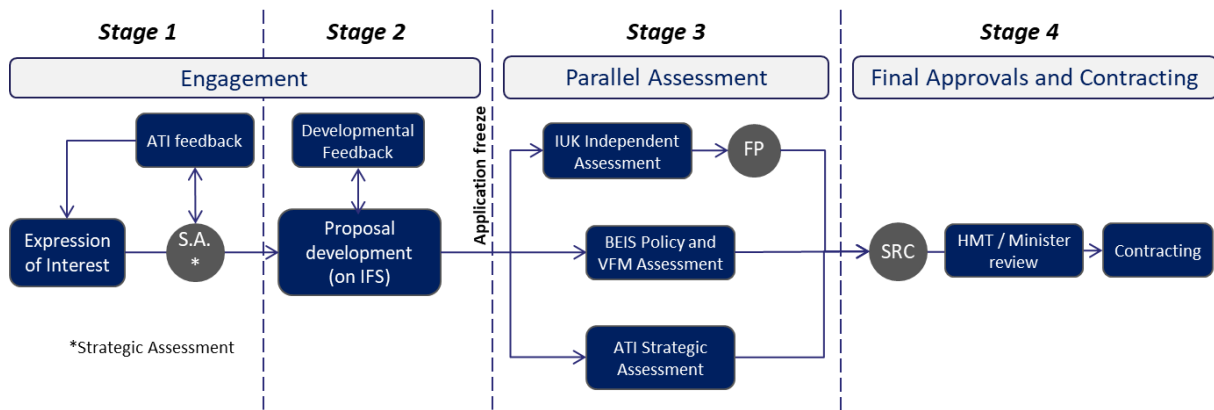 Stage 1
Stage 2
Stage 3
Stage 4
Engagement
Parallel Assessment
Final Approvals and Contracting
ATI feedback
Expression
of Interest
S.A.
*
*Strategic Assessment
Developmental
Feedback
Proposal
development
(on IFS)
Application freeze
IUK Independent
Assessment
FP
BEIS Policy and
VFM Assessment
ATI Strategic
Assessment
SRC
HMT / Minister
review
Contracting